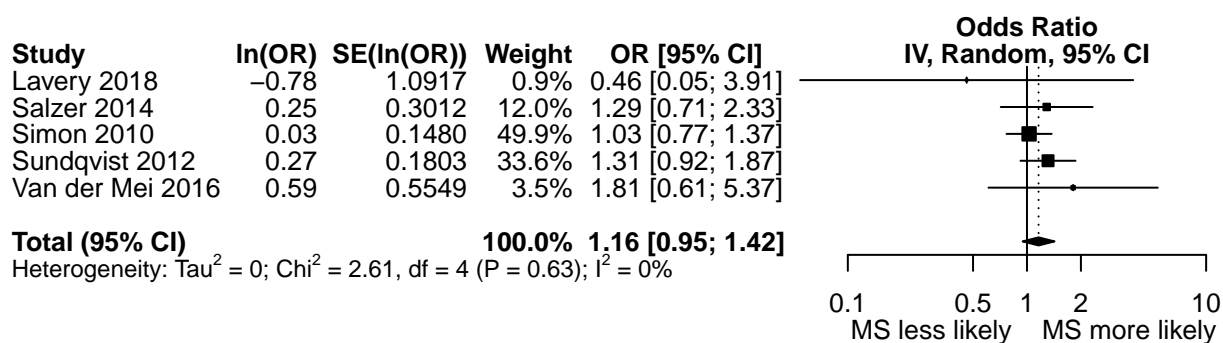 Odds Ratio
Study ln(OR) SE(ln(OR)) Weight OR [95% CI] IV, Random, 95% CI
Lavery 2018 −0.78 1.0917 0.9% 0.46 [0.05; 3.91]
Salzer 2014 0.25 0.3012 12.0% 1.29 [0.71; 2.33]
Simon 2010 0.03 0.1480 49.9% 1.03 [0.77; 1.37]
Sundqvist 2012 0.27 0.1803 33.6% 1.31 [0.92; 1.87]
Van der Mei 2016 0.59 0.5549 3.5% 1.81 [0.61; 5.37]
Total (95% CI) 100.0% 1.16 [0.95; 1.42]
Heterogeneity: Tau² = 0; Chi² = 2.61, df = 4 (P = 0.63); I² = 0%
0.1 0.5 1 2 10
MS less likely MS more likely